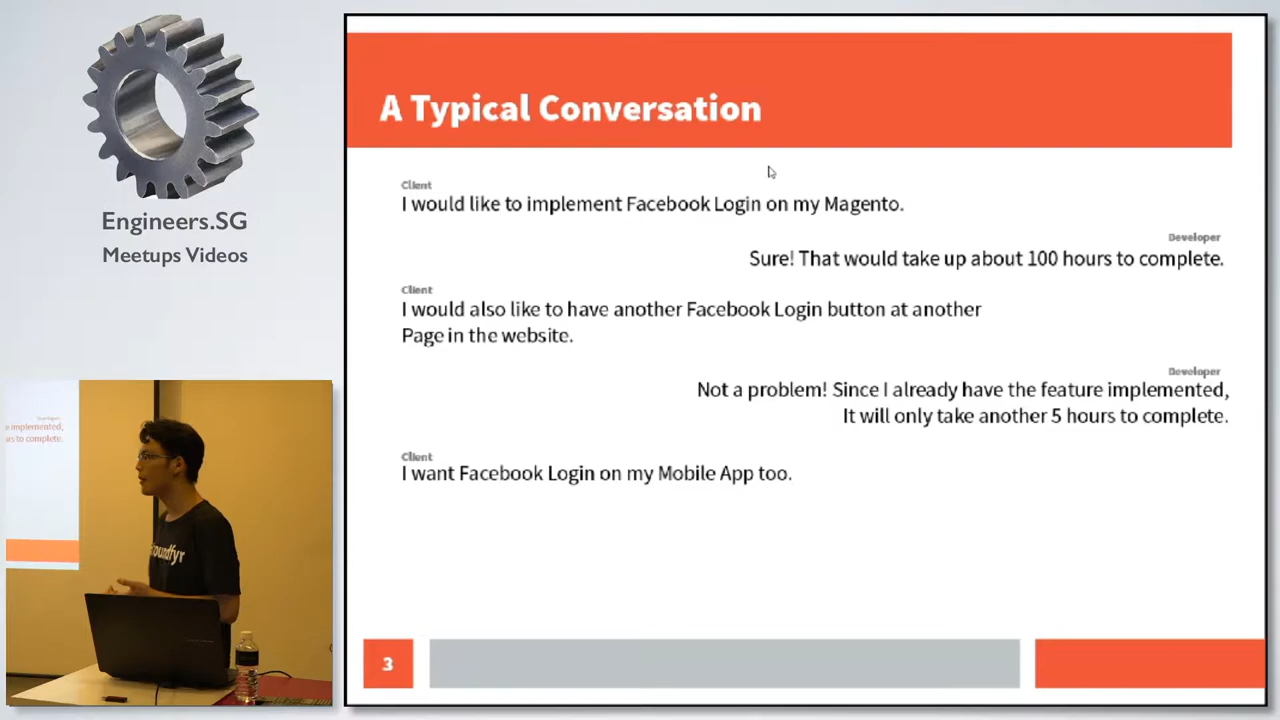 Engineers.SG
Meetups Videos
A Typical Conversation
Client
I would like to implement Facebook Login on my Magento.
Developer
Sure! That would take up about 100 hours to complete.
Client
I would also like to have another Facebook Login button at another
Page in the website.
Developer
Not a problem! Since I already have the feature implemented,
It will only take another 5 hours to complete.
Client
I want Facebook Login on my Mobile App too.
3
implemented,
to complete.